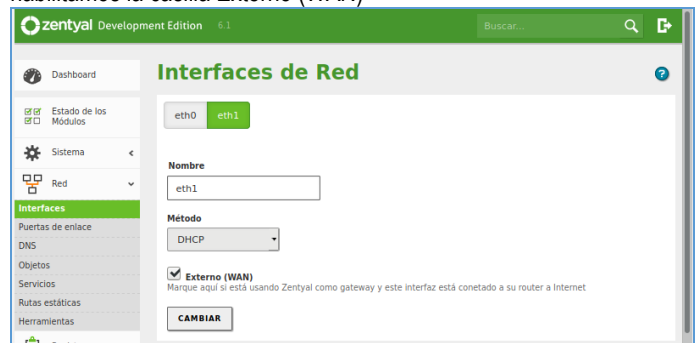 habilitamos la casilla Externo (WAN)
zentyal Development Edition 6.1
Buscar...
Dashboard
Estado de los
Módulos
Sistema
Red
Interfaces
Puertas de enlace
DNS
Objetos
Servicios
Rutas estáticas
Herramientas
Interfaces de Red
eth0 eth1
Nombre
eth1
Método
DHCP
Externo (WAN)
Marque aquí si está usando Zentyal como gateway y este interfaz está conetado a su router a Internet
CAMBIAR